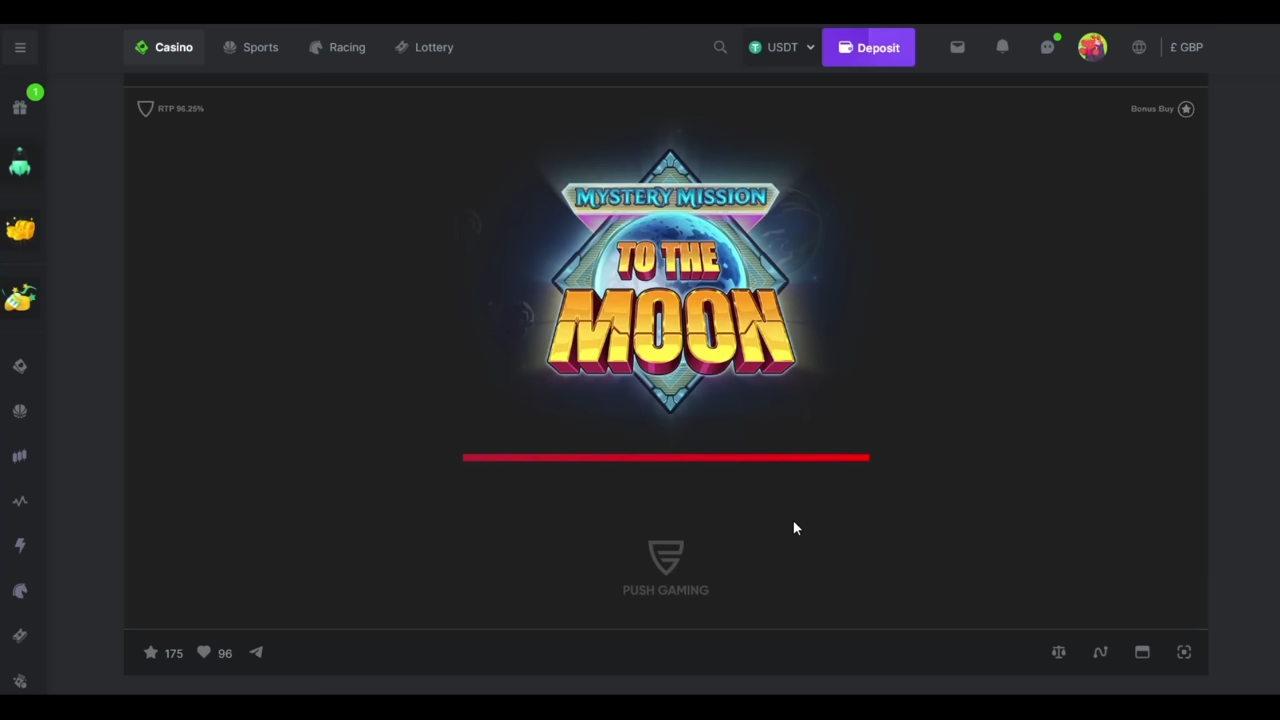 Casino
Sports
Racing
Lottery
USDT
Deposit
£ GBP
1
RTP 96.25%
Bonus Buy
MYSTERY MISSION
TO THE
MOON
PUSH GAMING
175
96